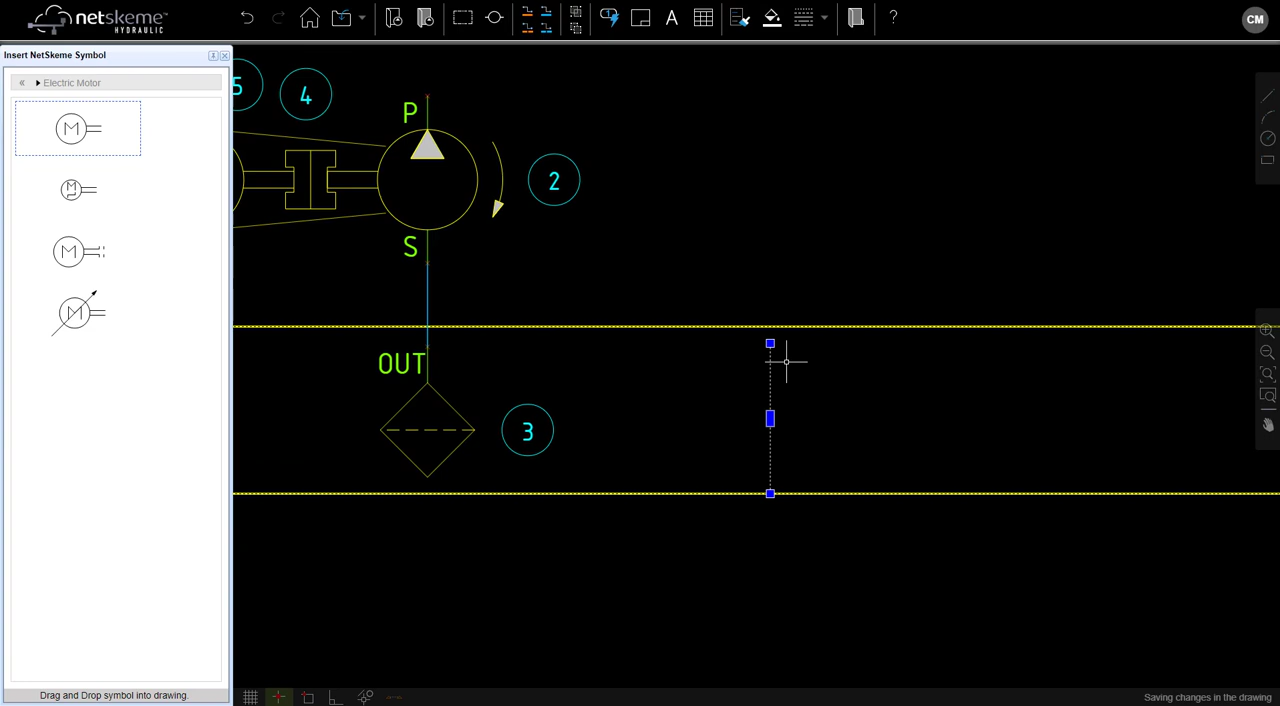 netskeme
HYDRAULIC
A
?
CM
Insert NetSkeme Symbol
« Electric Motor
M
M
M
M
5
4
P
2
S
OUT
3
Drag and Drop symbol into drawing.
Saving changes in the drawing